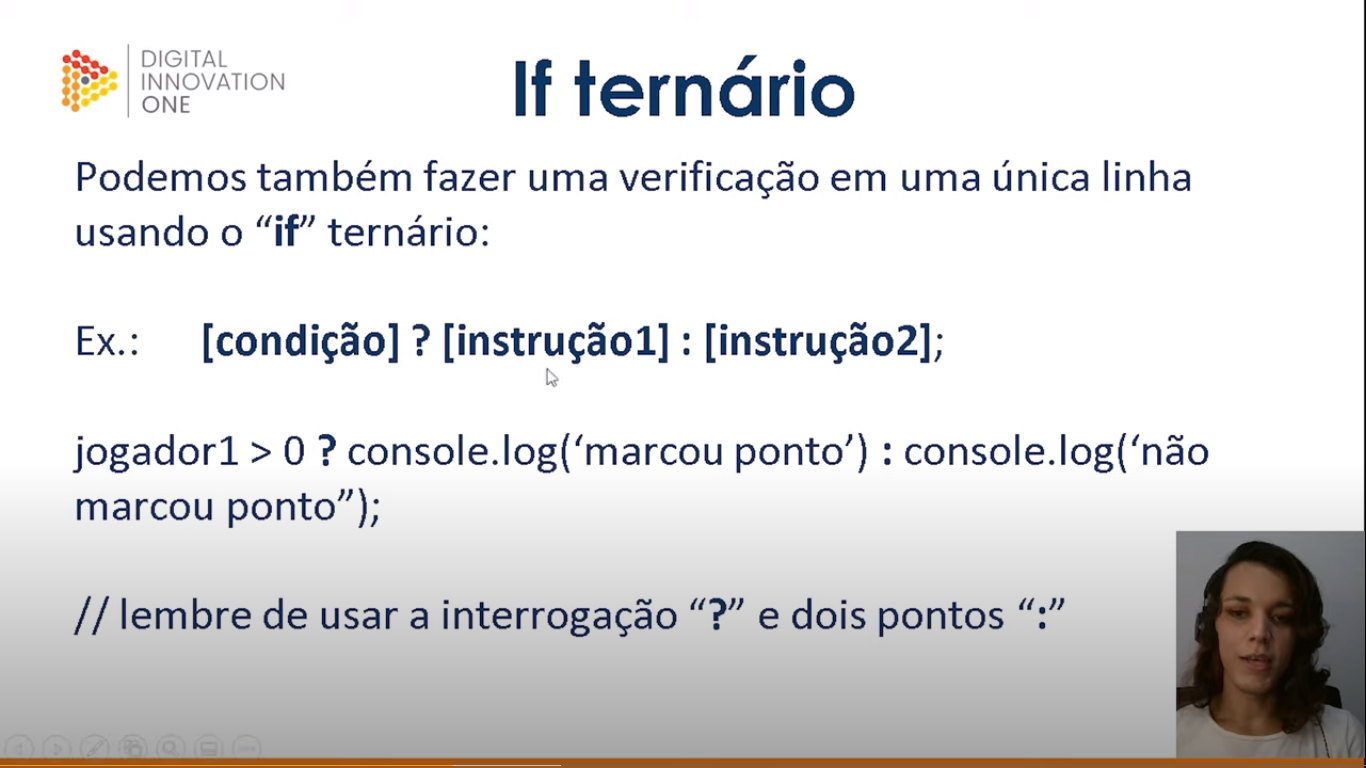 DIGITAL
INNOVATION
ONE
If ternário
Podemos também fazer uma verificação em uma única linha
usando o “if” ternário:
Ex.: [condição] ? [instrução1] : [instrução2];
jogador1 > 0 ? console.log(‘marcou ponto’) : console.log(‘não
marcou ponto”);
// lembre de usar a interrogação “?” e dois pontos “:”